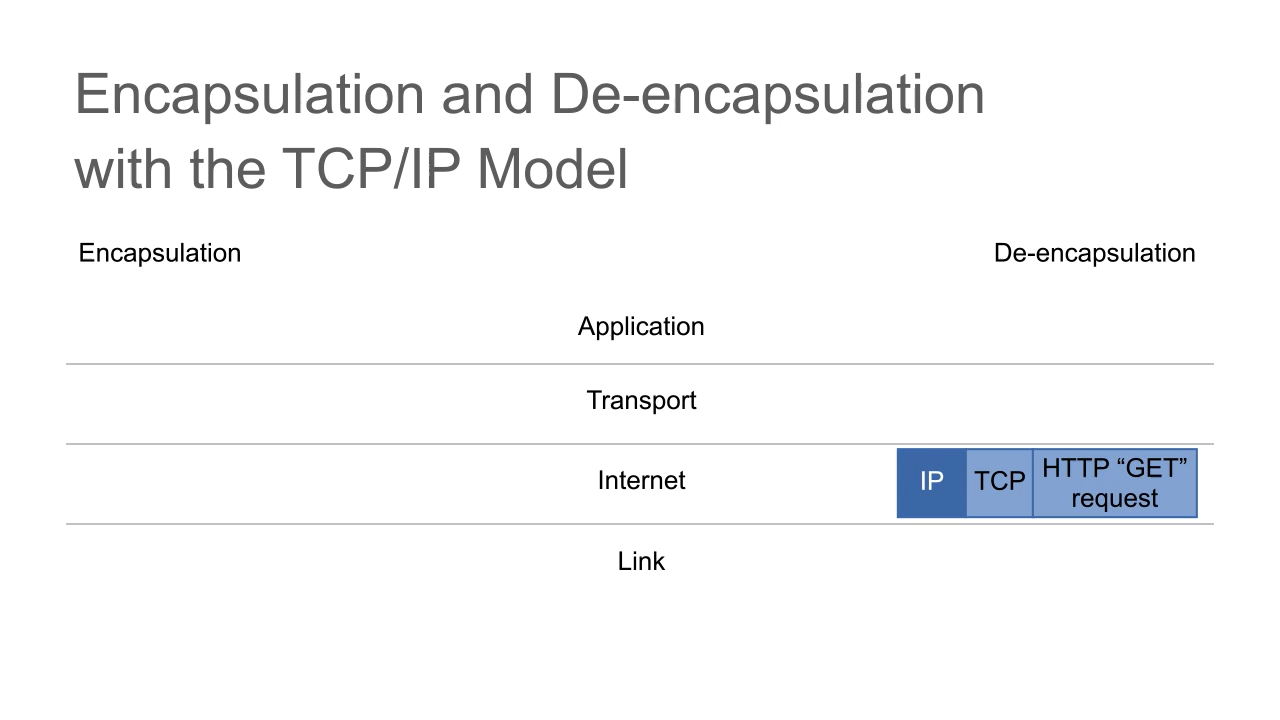 Encapsulation and De-encapsulation
with the TCP/IP Model
Encapsulation
De-encapsulation
Application
Transport
Internet
IP
TCP
HTTP “GET”
request
Link